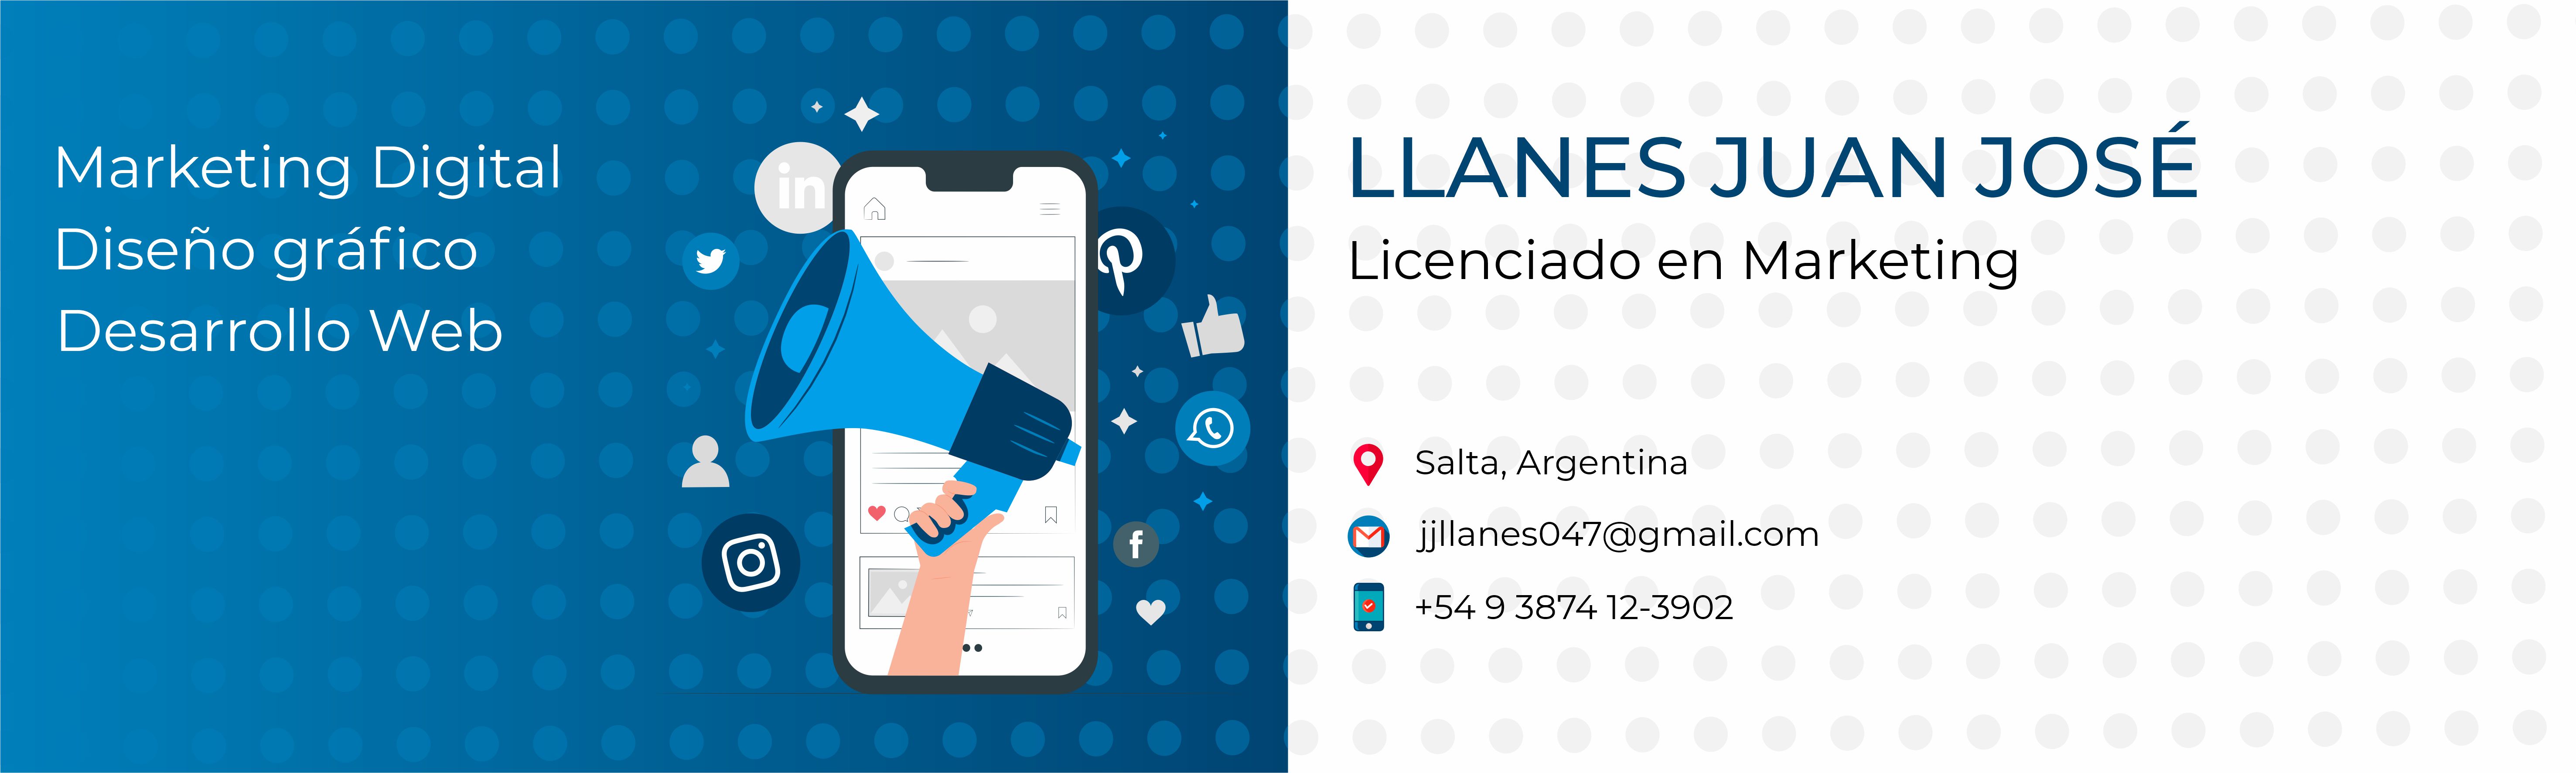 Marketing Digital
Diseño gráfico
Desarrollo Web
in
f
LLANES JUAN JOSÉ
Licenciado en Marketing
Salta, Argentina
jjllanes047@gmail.com
+54 9 3874 12-3902